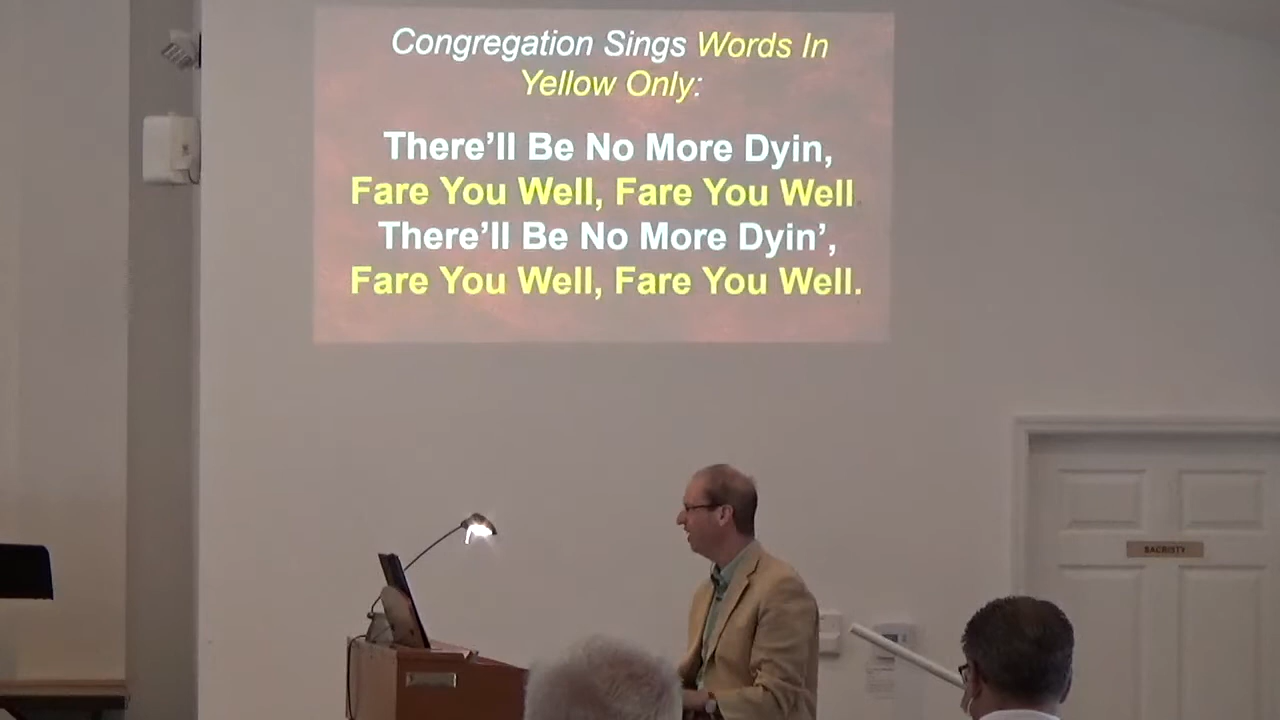 Congregation Sings Words In
Yellow Only:
There'll Be No More Dyin,
Fare You Well, Fare You Well.
There'll Be No More Dyin',
Fare You Well, Fare You Well.
SACRISTY